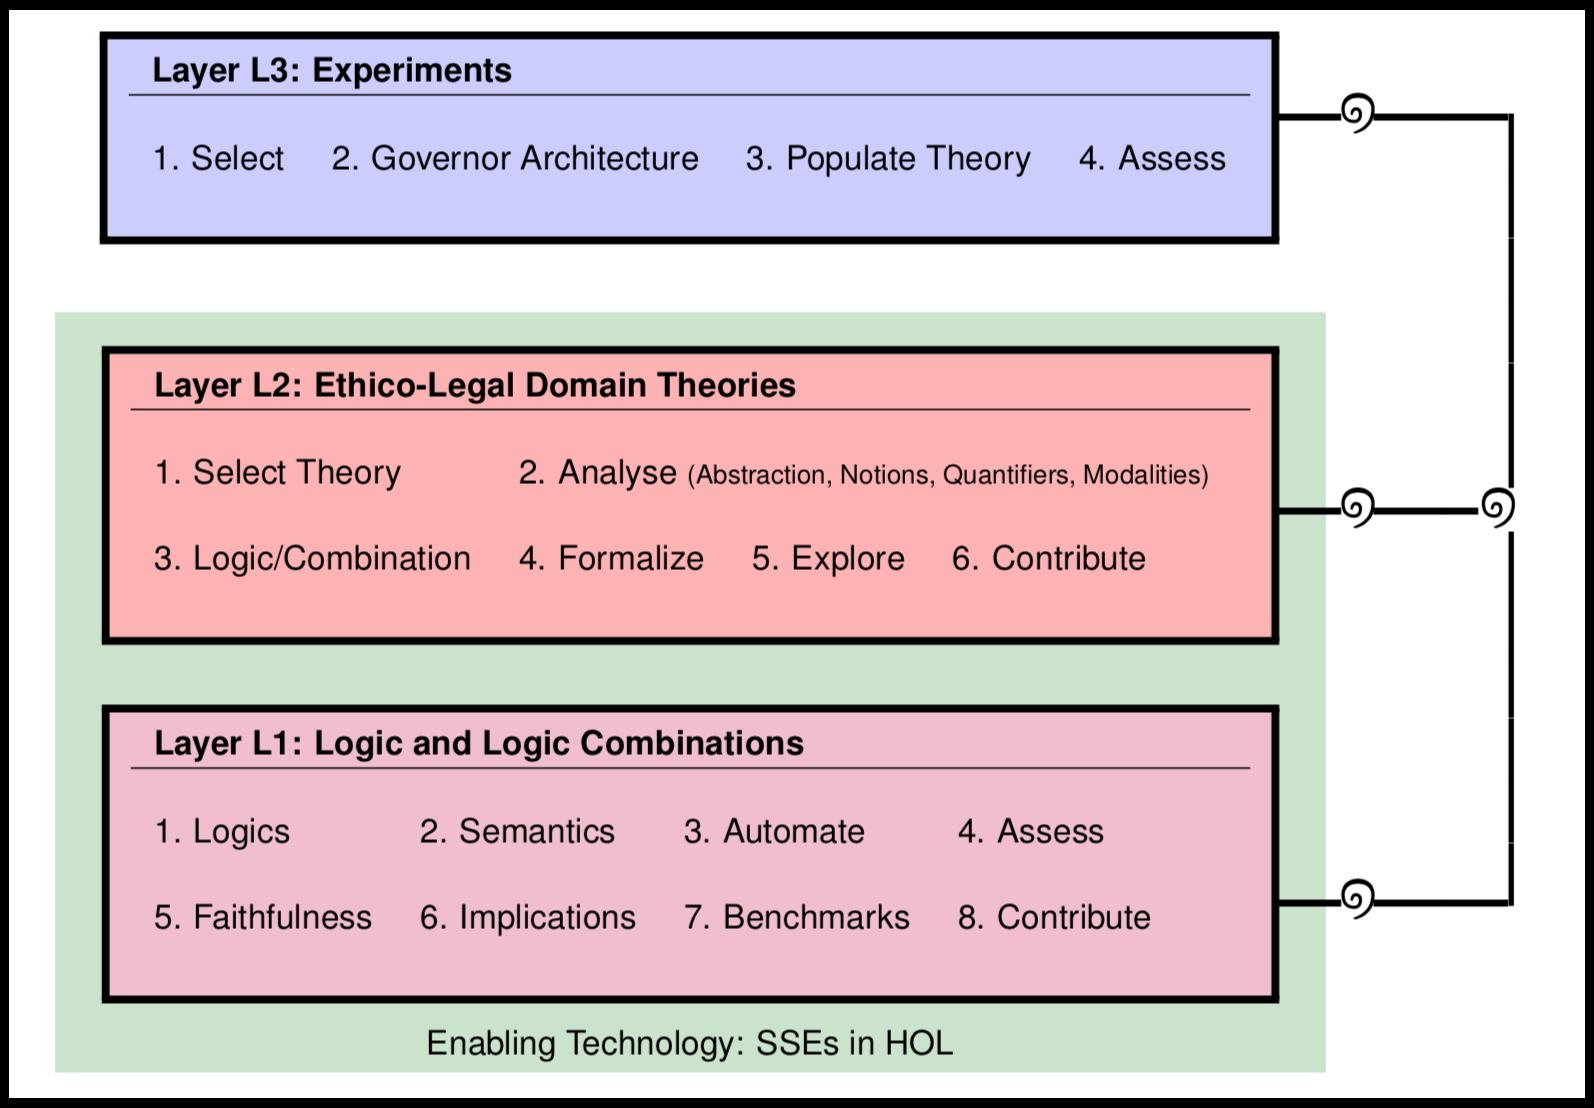 Layer L3: Experiments
1. Select 2. Governor Architecture 3. Populate Theory 4. Assess
Layer L2: Ethico-Legal Domain Theories
1. Select Theory 2. Analyse (Abstraction, Notions, Quantifiers, Modalities)
3. Logic/Combination 4. Formalize 5. Explore 6. Contribute
Layer L1: Logic and Logic Combinations
1. Logics 2. Semantics 3. Automate 4. Assess
5. Faithfulness 6. Implications 7. Benchmarks 8. Contribute
Enabling Technology: SSEs in HOL